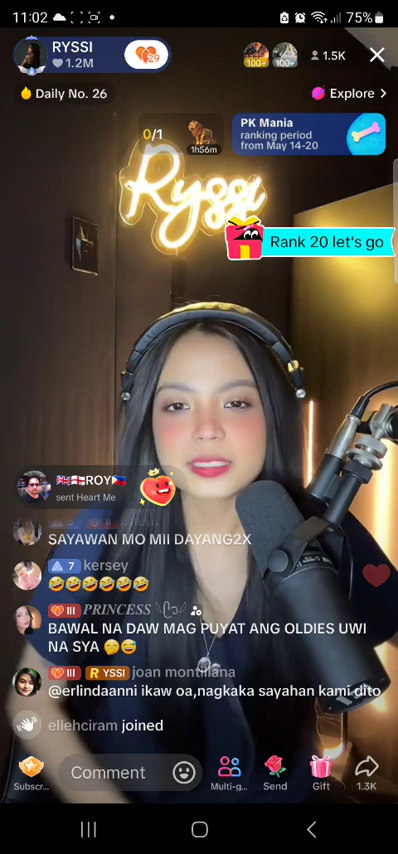 11:02
75%
RYSSI
1.2M
29
100+
100+
1.5K
Daily No. 26
Explore >
0/1
1h56m
PK Mania
ranking period
from May 14-20
Ryssi
Rank 20 let's go
🇬🇧🏴󠁧󠁢󠁥󠁮󠁧󠁿ROY🇵🇭
sent Heart Me
SAYAWAN MO MII DAYANG2X
7 kersey
🤣🤣🤣🤣🤣🤣
III PRINCESS
BAWAL NA DAW MAG PUYAT ANG OLDIES UWI
NA SYA 🤭😅
III R YSSI joan montillana
@erlindaanni ikaw oa,nagkaka sayahan kami dito
ellehciram joined
Subscr...
Comment
Multi-g...
Send
Gift
1.3K